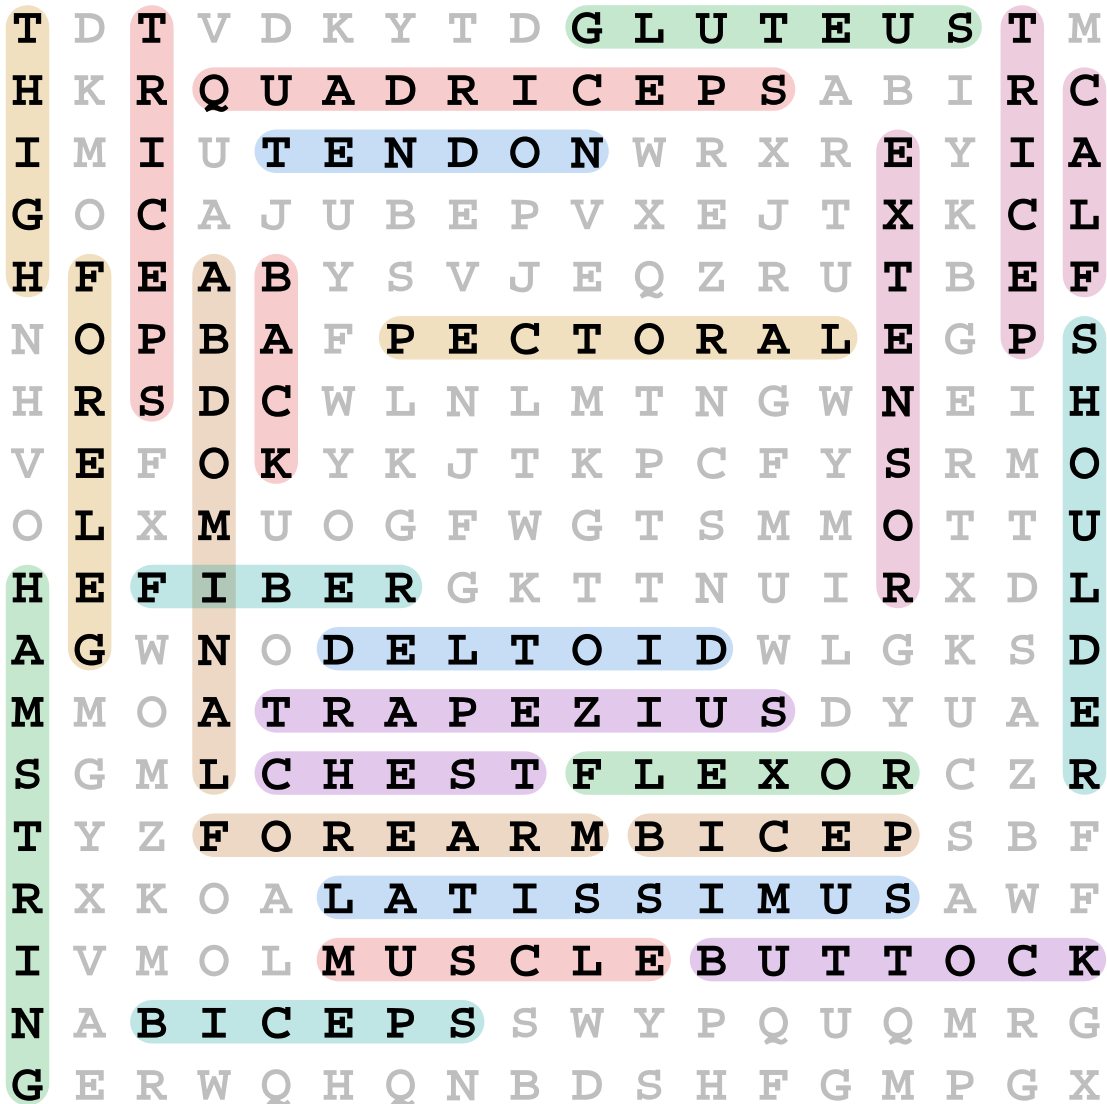 T D T V D K Y T D G L U T E U S T M
H K R Q U A D R I C E P S A B I R C
I M I U T E N D O N W R X R E Y I A
G O C A J U B E P V X E J T X K C L
H F E A B Y S V J E Q Z R U T B E F
N O P B A F P E C T O R A L E G P S
H R S D C W L N L M T N G W N E I H
V E F O K Y K J T K P C F Y S R M O
O L X M U O G F W G T S M M O T T U
H E F I B E R G K T T N U I R X D L
A G W N O D E L T O I D W L G K S D
M M O A T R A P E Z I U S D Y U A E
S G M L C H E S T F L E X O R C Z R
T Y Z F O R E A R M B I C E P S B F
R X K O A L A T I S S I M U S A W F
I V M O L M U S C L E B U T T O C K
N A B I C E P S S W Y P Q U Q M R G
G E R W Q H Q N B D S H F G M P G X